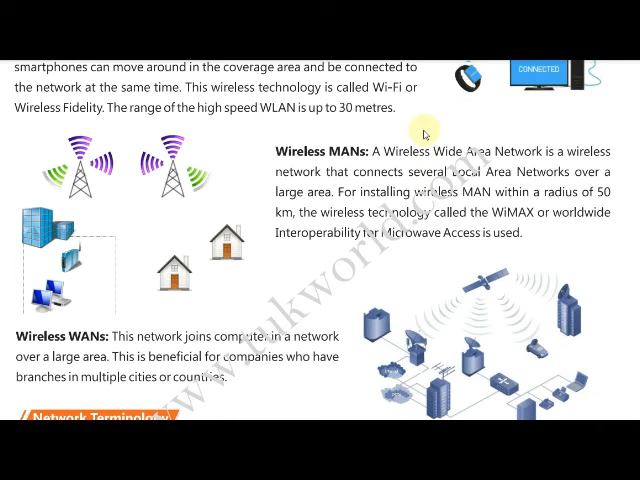 smartphones can move around in the coverage area and be connected to
the network at the same time. This wireless technology is called Wi-Fi or
Wireless Fidelity. The range of the high speed WLAN is up to 30 metres.
CONNECTED
Wireless MANs: A Wireless Wide Area Network is a wireless
network that connects several Local Area Networks over a
large area. For installing wireless MAN within a radius of 50
km, the wireless technology called the WiMAX or worldwide
Interoperability for Microwave Access is used.
Wireless WANs: This network joins computer in a network
over a large area. This is beneficial for companies who have
branches in multiple cities or countries.
Network Terminology
www.tukworld.com